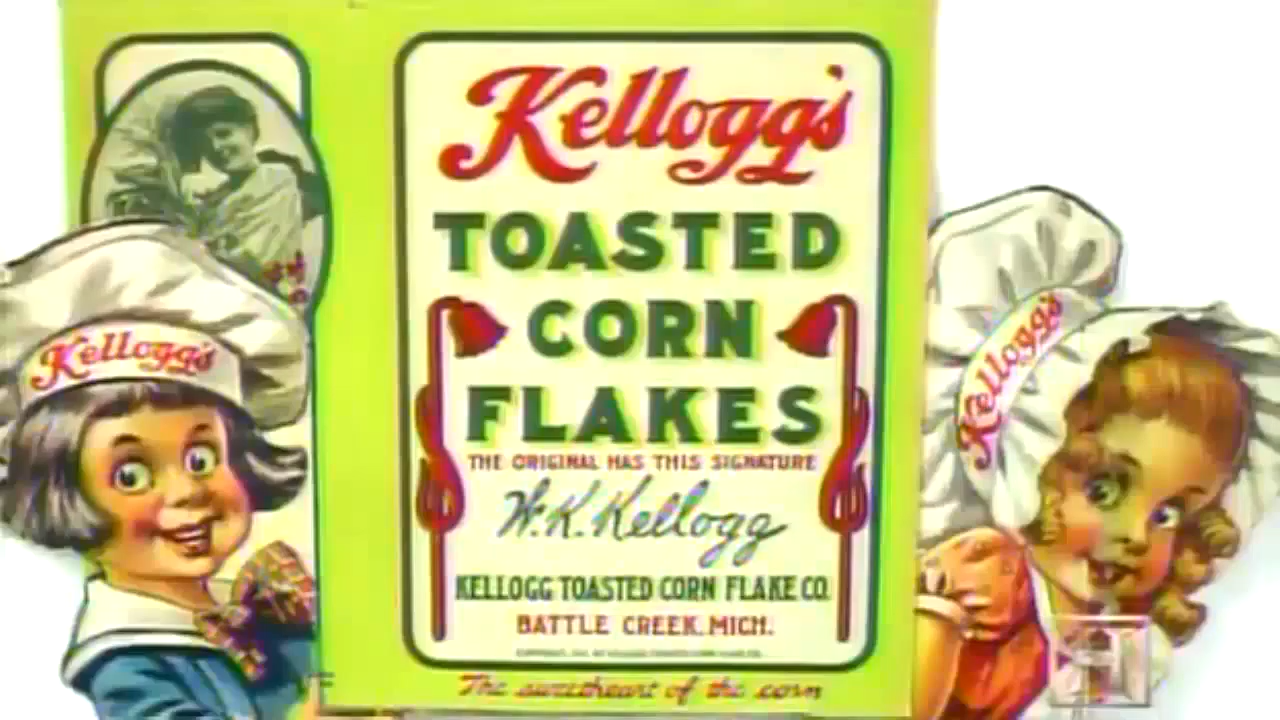 Kellogg's
TOASTED
CORN
FLAKES
THE ORIGINAL HAS THIS SIGNATURE
W.K.Kellogg
KELLOGG TOASTED CORN FLAKE CO.
BATTLE CREEK, MICH.
The sweetheart of the corn
Kellogg's
Kellogg's
H